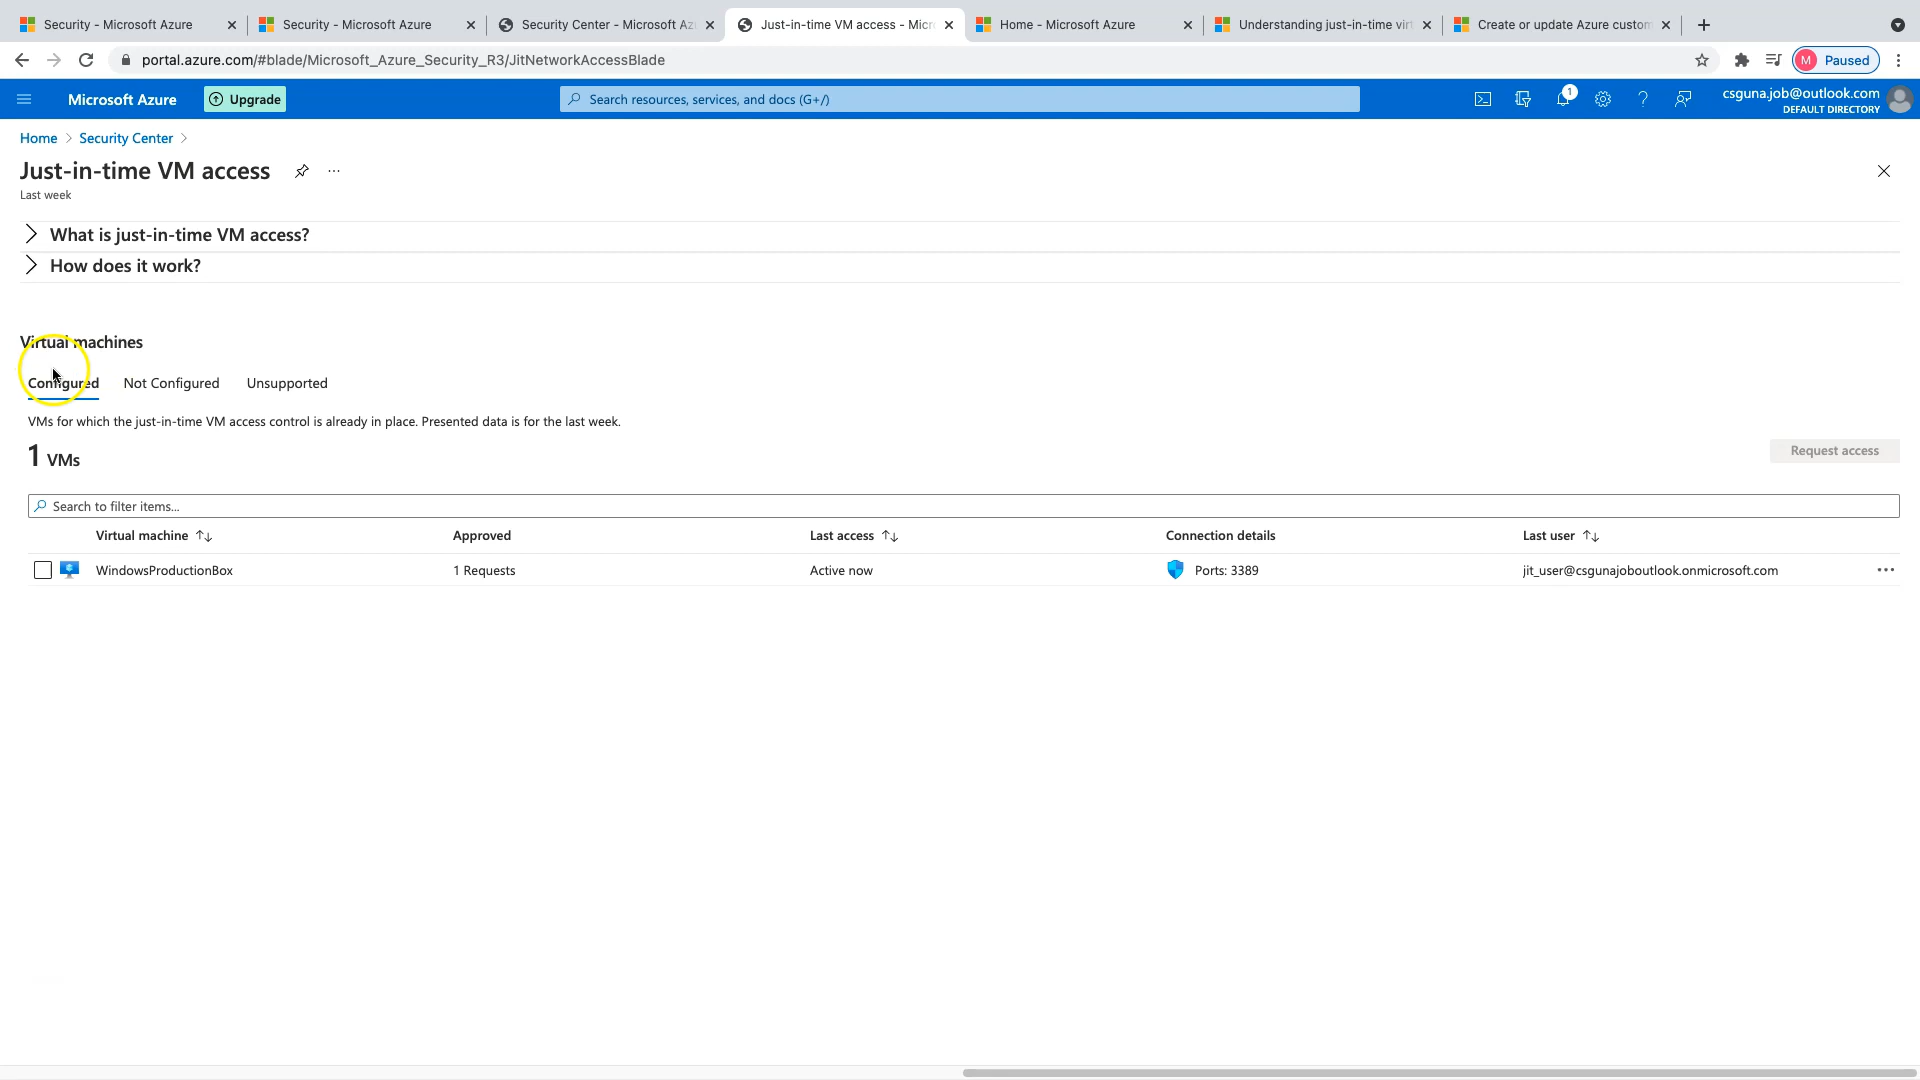 Security - Microsoft Azure
Security - Microsoft Azure
Security Center - Microsoft Az
Just-in-time VM access - Micr
Home - Microsoft Azure
Understanding just-in-time virt
Create or update Azure custom
portal.azure.com/#blade/Microsoft_Azure_Security_R3/JitNetworkAccessBlade
M Paused
Microsoft Azure
Upgrade
Search resources, services, and docs (G+/)
1
csguna.job@outlook.com
DEFAULT DIRECTORY
Home > Security Center >
Just-in-time VM access
Last week
What is just-in-time VM access?
How does it work?
Virtual machines
Configured Not Configured Unsupported
VMs for which the just-in-time VM access control is already in place. Presented data is for the last week.
1 VMs
Request access
Search to filter items...
Virtual machine Approved Last access Connection details Last user
WindowsProductionBox 1 Requests Active now Ports: 3389 jit_user@csgunajoboutlook.onmicrosoft.com